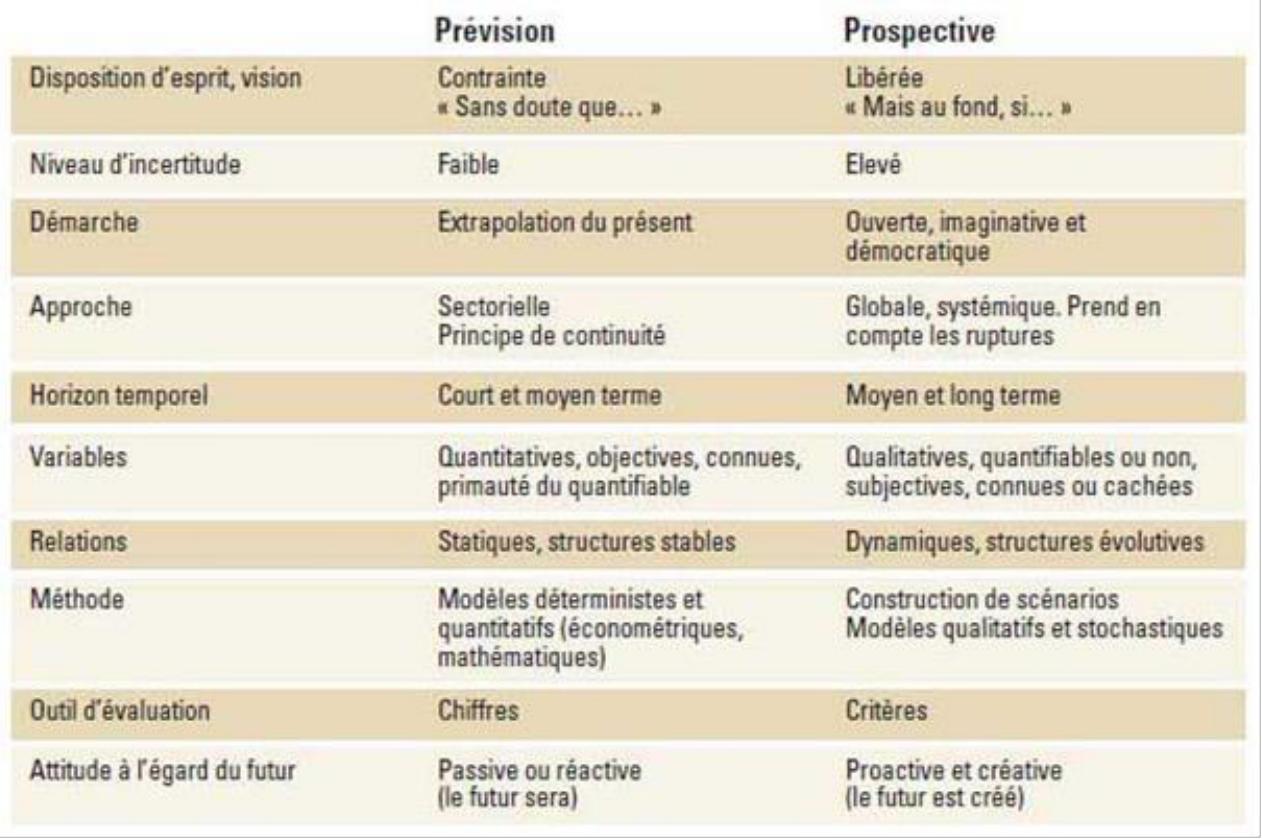 Prévision Prospective
Disposition d'esprit, vision Contrainte Libérée
« Sans doute que... » « Mais au fond, si... »
Niveau d'incertitude Faible Elevé
Démarche Extrapolation du présent Ouverte, imaginative et
démocratique
Approche Sectorielle Globale, systémique. Prend en
Principe de continuité compte les ruptures
Horizon temporel Court et moyen terme Moyen et long terme
Variables Quantitatives, objectives, connues, Qualitatives, quantifiables ou non,
primauté du quantifiable subjectives, connues ou cachées
Relations Statiques, structures stables Dynamiques, structures évolutives
Méthode Modèles déterministes et Construction de scénarios
quantitatifs (économétriques, Modèles qualitatifs et stochastiques
mathématiques)
Outil d'évaluation Chiffres Critères
Attitude à l'égard du futur Passive ou réactive Proactive et créative
(le futur sera) (le futur est créé)